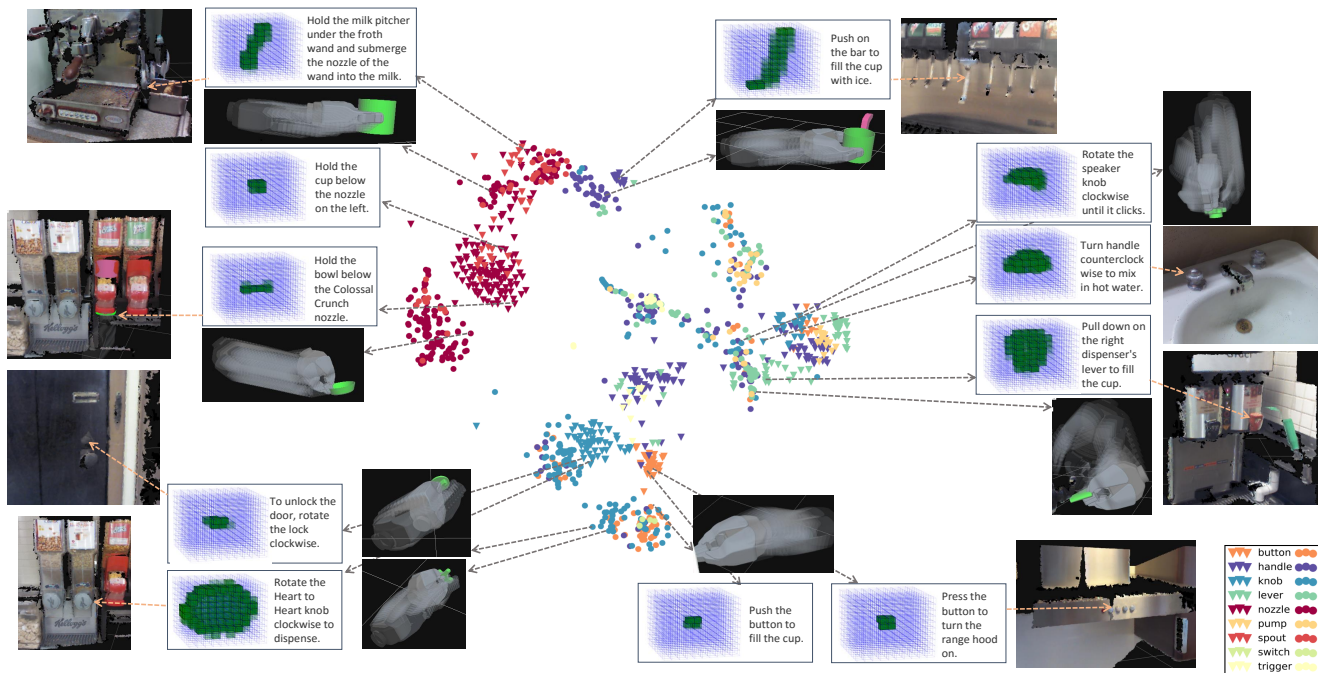 Hold the milk pitcher
under the froth
wand and submerge
the nozzle of the
wand into the milk.
Push on
the bar to
fill the cup
with ice.
Hold the
cup below
the nozzle
on the left.
Rotate the
speaker
knob
clockwise
until it clicks.
Turn handle
counterclock
wise to mix
in hot water.
Hold the
bowl below
the Colossal
Crunch
nozzle.
Pull down on
the right
dispenser's
lever to fill
the cup.
Kellogg's
To unlock the
door, rotate
the lock
clockwise.
Rotate the
Heart to
Heart knob
clockwise to
dispense.
Push the
button to
fill the cup.
Press the
button to
turn the
range hood
on.
button
handle
knob
lever
nozzle
pump
spout
switch
trigger